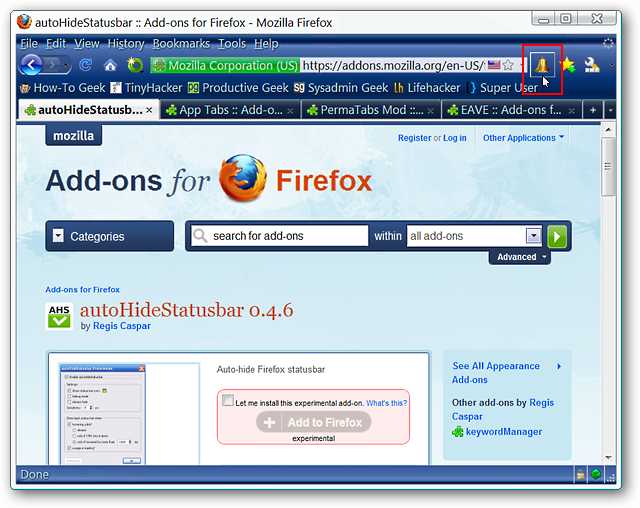 autoHideStatusbar :: Add-ons for Firefox - Mozilla Firefox
File Edit View History Bookmarks Tools Help
Mozilla Corporation (US) https://addons.mozilla.org/en-US/
How-To Geek TinyHacker Productive Geek Sysadmin Geek Lifehacker Super User
autoHideStatusb... App Tabs :: Add-o... PermaTabs Mod ::... EAVE :: Add-ons f...
mozilla
Register or Log in Other Applications
Add-ons for Firefox
Categories search for add-ons within all add-ons
Advanced
Add-ons for Firefox
AHS
autoHideStatusbar 0.4.6
by Regis Caspar
Auto-hide Firefox statusbar
Let me install this experimental add-on. What's this?
Add to Firefox
experimental
See All Appearance
Add-ons
Other add-ons by Regis
Caspar
keywordManager
Done